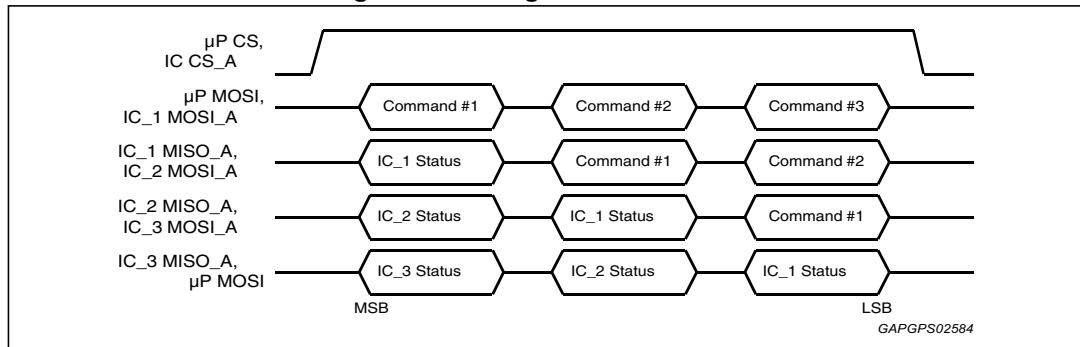 µP CS,
IC CS_A
µP MOSI,
IC_1 MOSI_A
Command #1
Command #2
Command #3
IC_1 MISO_A,
IC_2 MOSI_A
IC_1 Status
Command #1
Command #2
IC_2 MISO_A,
IC_3 MOSI_A
IC_2 Status
IC_1 Status
Command #1
IC_3 MISO_A,
µP MOSI
IC_3 Status
IC_2 Status
IC_1 Status
MSB
LSB
GAPGPS02584